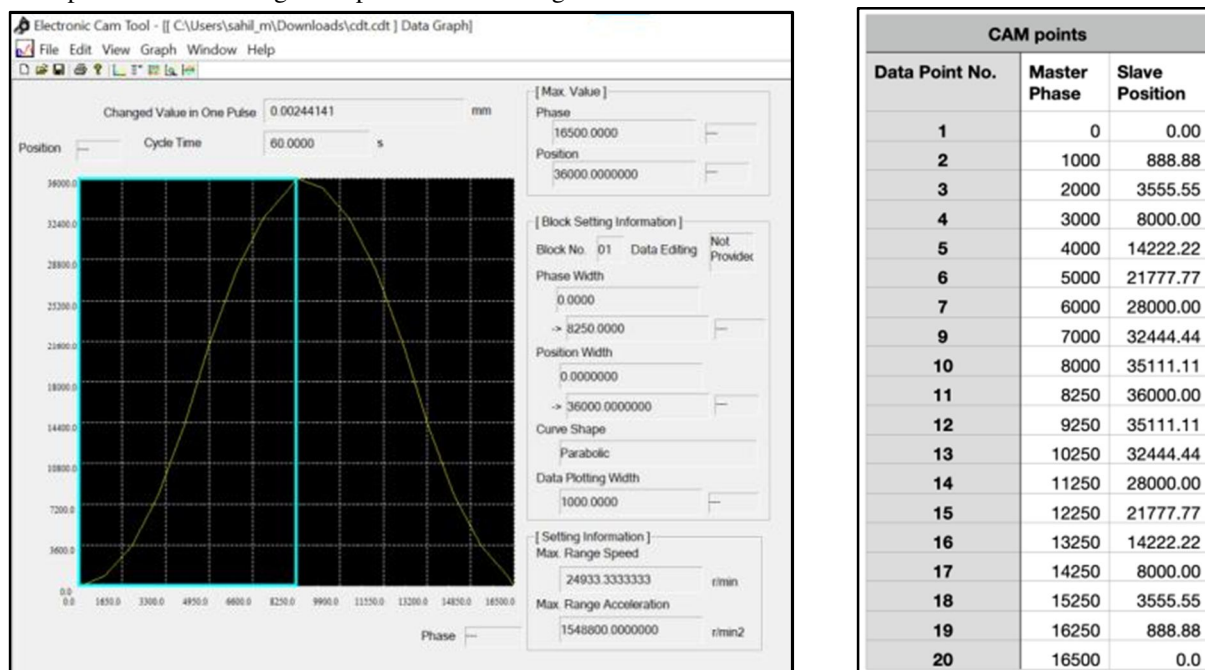 Electronic Cam Tool - [[ C:\Users\sahil_m\Downloads\cdt.cdt ] Data Graph]
File Edit View Graph Window Help
Changed Value in One Pulse 0.00244141 mm
Position --- Cycle Time 60.0000 s
36000.0
32400.0
28800.0
25200.0
21600.0
18000.0
14400.0
10800.0
7200.0
3600.0
0.0
0.0 1650.0 3300.0 4950.0 6600.0 8250.0 9900.0 11550.0 13200.0 14850.0 16500.0
Phase ---
[ Max. Value ]
Phase
16500.0000 ---
Position
36000.0000000 ---
[ Block Setting Information ]
Block No. 01 Data Editing Not Provided
Phase Width
0.0000
-> 8250.0000 ---
Position Width
0.0000000
-> 36000.0000000 ---
Curve Shape
Parabolic
Data Plotting Width
1000.0000 ---
[ Setting Information ]
Max. Range Speed
24933.3333333 r/min
Max. Range Acceleration
1548800.0000000 r/min2
CAM points
Data Point No. Master Phase Slave Position
1 0 0.00
2 1000 888.88
3 2000 3555.55
4 3000 8000.00
5 4000 14222.22
6 5000 21777.77
7 6000 28000.00
9 7000 32444.44
10 8000 35111.11
11 8250 36000.00
12 9250 35111.11
13 10250 32444.44
14 11250 28000.00
15 12250 21777.77
16 13250 14222.22
17 14250 8000.00
18 15250 3555.55
19 16250 888.88
20 16500 0.0